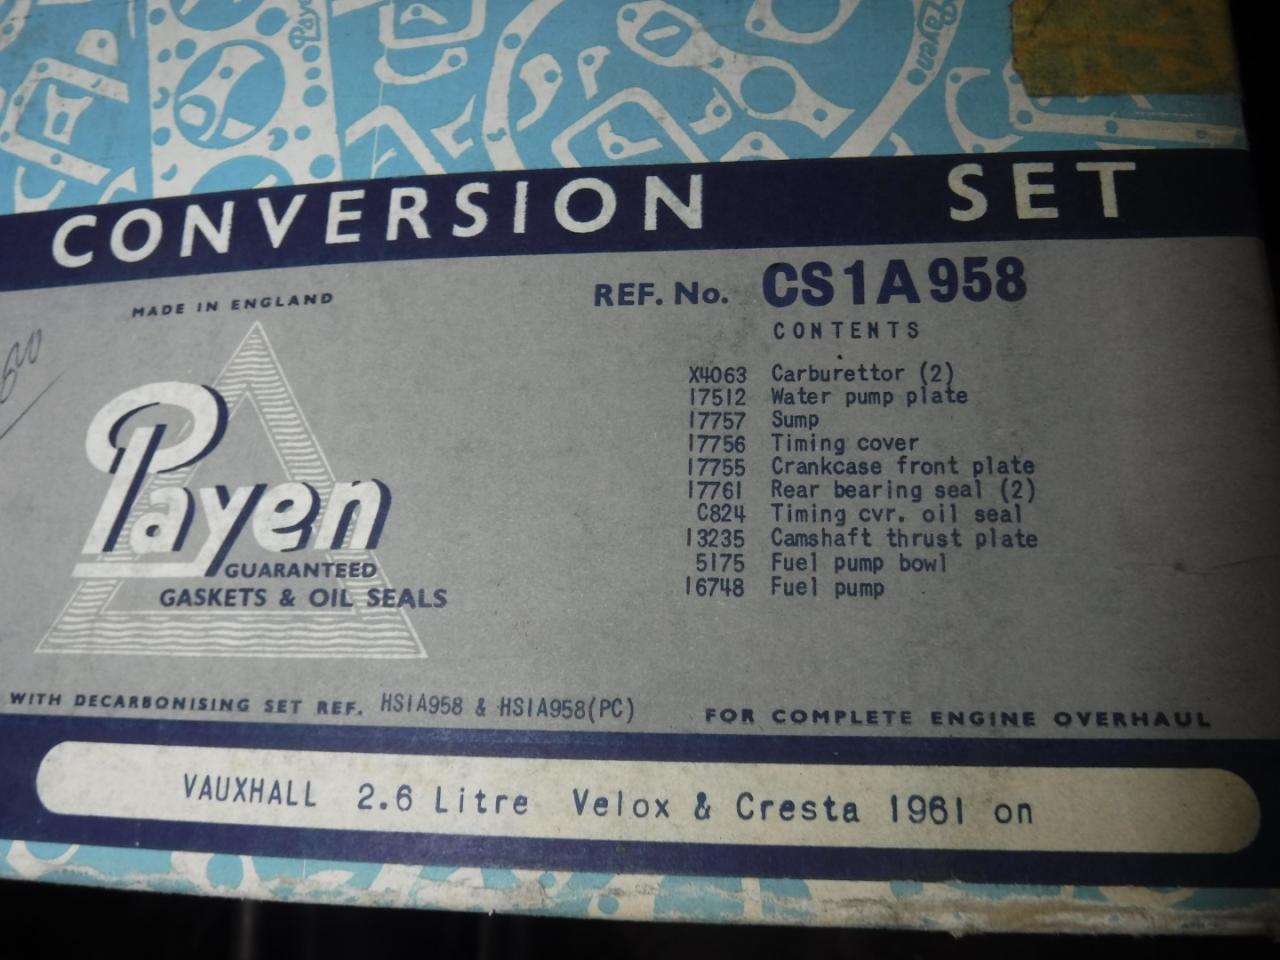 Payen
Payen
CONVERSION SET
MADE IN ENGLAND
REF. No. CS1A958
CONTENTS
X4063 Carburettor (2)
17512 Water pump plate
17757 Sump
17756 Timing cover
17755 Crankcase front plate
17761 Rear bearing seal (2)
C824 Timing cvr. oil seal
13235 Camshaft thrust plate
5175 Fuel pump bowl
16748 Fuel pump
Payen
GUARANTEED
GASKETS & OIL SEALS
WITH DECARBONISING SET REF. HS1A958 & HS1A958(PC) FOR COMPLETE ENGINE OVERHAUL
VAUXHALL 2.6 Litre Velox & Cresta 1961 on